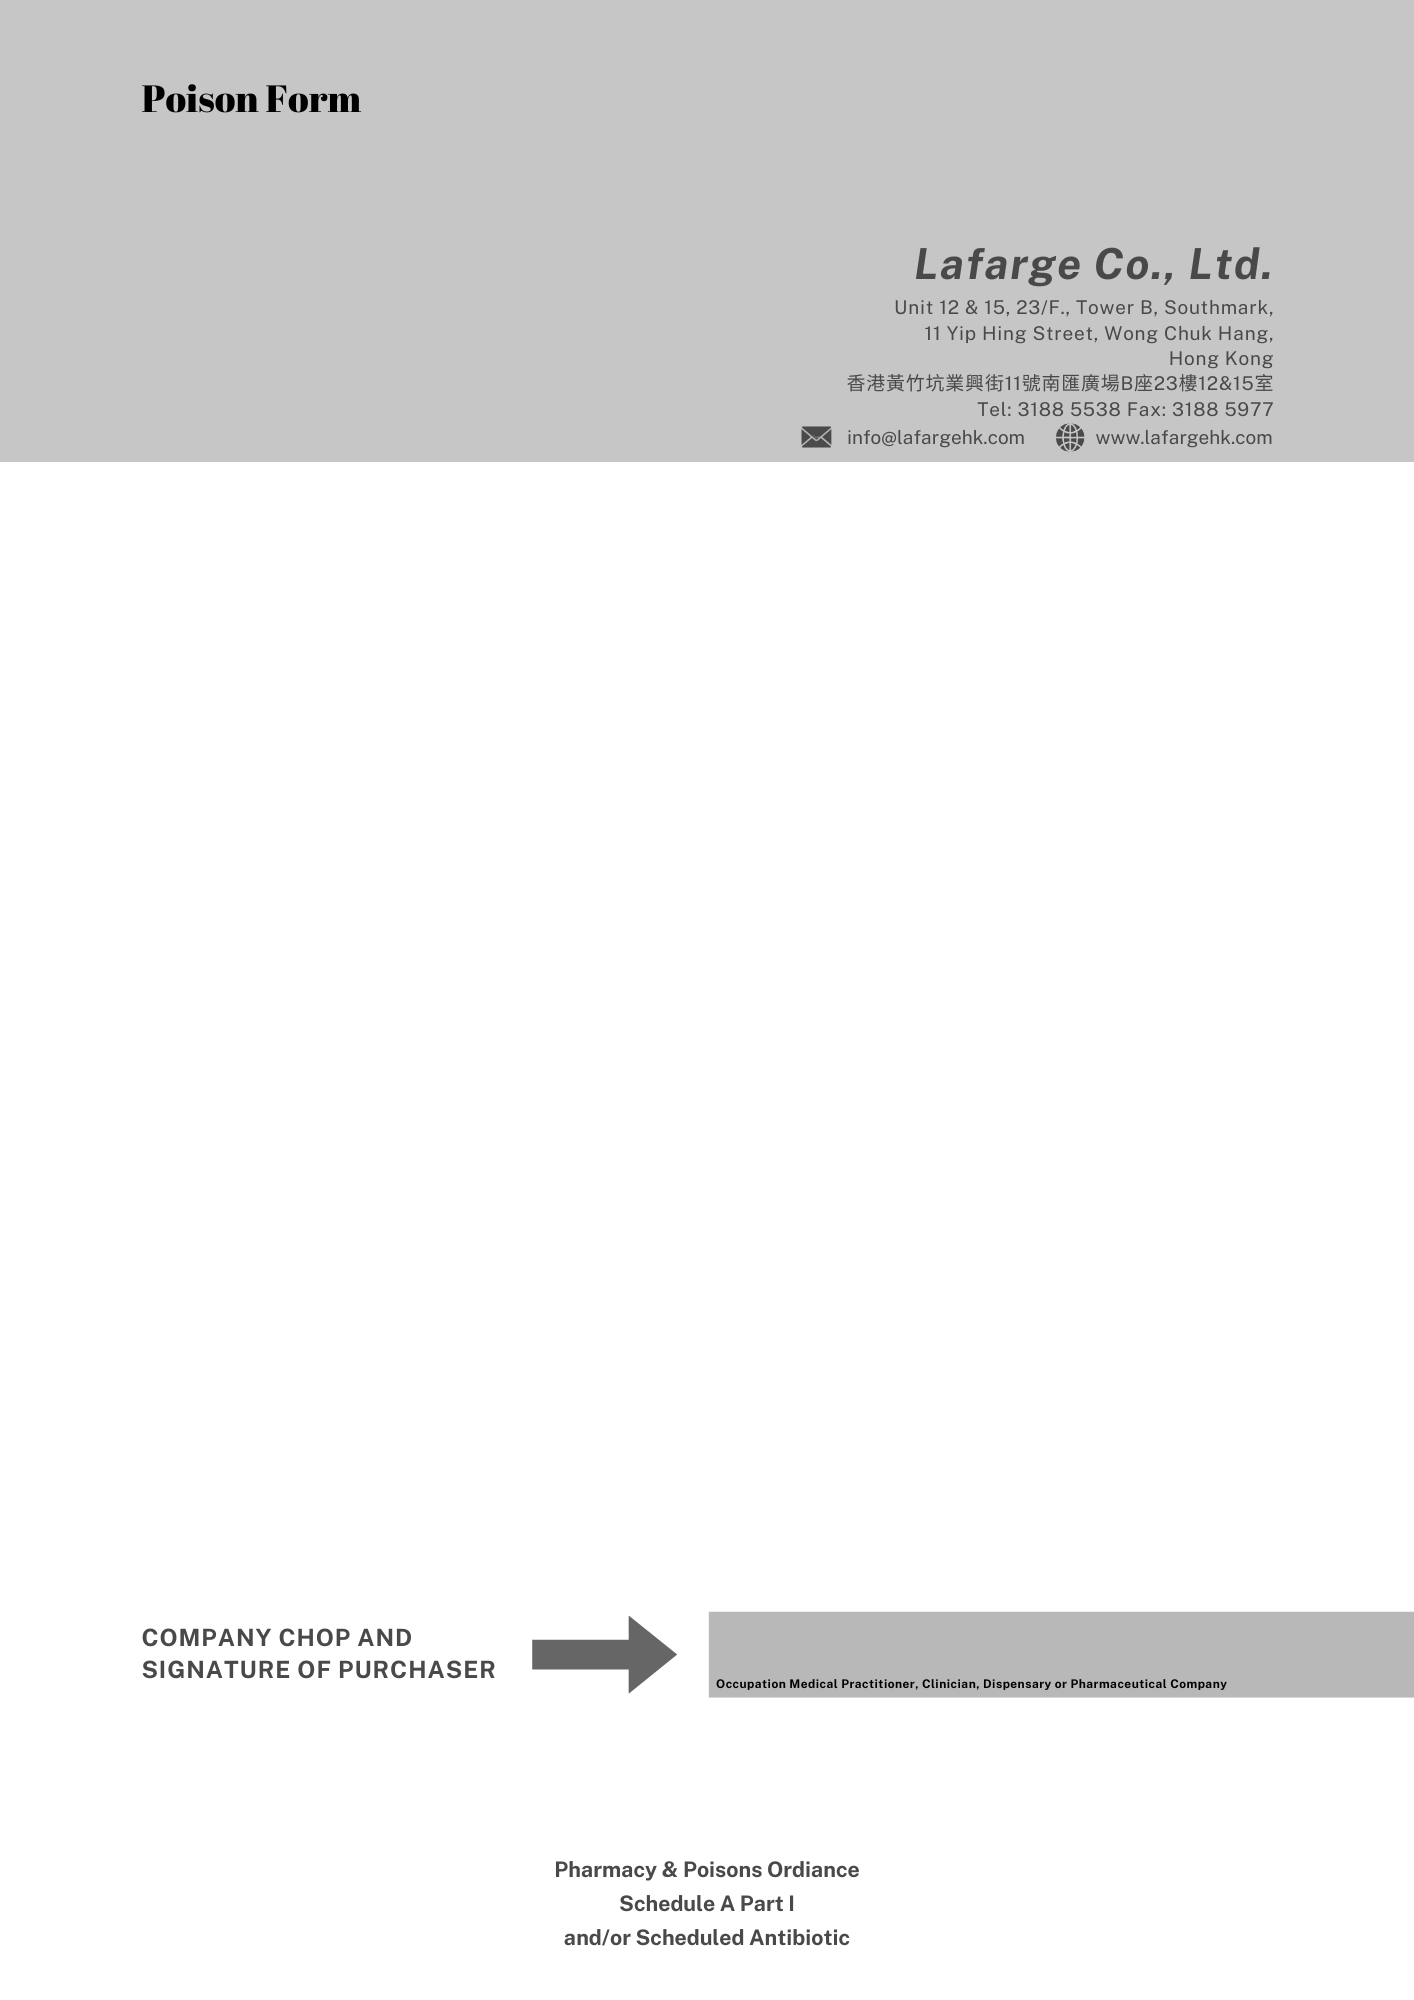 Poison Form
Lafarge Co., Ltd.
Unit 12 & 15, 23/F., Tower B, Southmark,
11 Yip Hing Street, Wong Chuk Hang,
Hong Kong
香港黃竹坑業興街11號南匯廣場B座23樓12&15室
Tel: 3188 5538 Fax: 3188 5977
info@lafargehk.com www.lafargehk.com
COMPANY CHOP AND
SIGNATURE OF PURCHASER
Occupation Medical Practitioner, Clinician, Dispensary or Pharmaceutical Company
Pharmacy & Poisons Ordiance
Schedule A Part I
and/or Scheduled Antibiotic